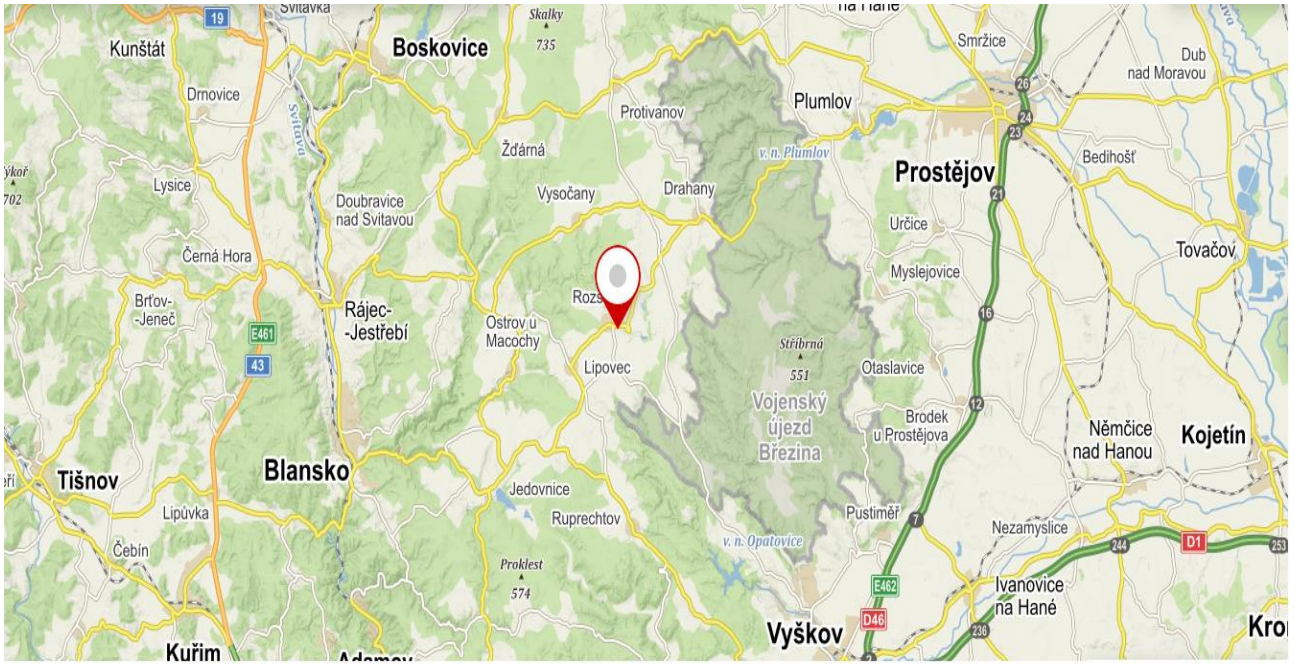 Svitávka
na Hané
19
Skalky
735
Kunštát
Boskovice
Smržice
Dub
nad Moravou
Drnovice
Svitava
Protivanov
Plumlov
26
24
23
Žďárná
v. n. Plumlov
Bedihošť
Prostějov
702
Lysice
Doubravice
nad Svitavou
Vysočany
Drahany
21
Určice
Tovačov
Černá Hora
Myslejovice
Brťov-
-Jeneč
Rájec-
-Jestřebí
16
E461
43
Ostrov u
Macochy
Stříbrná
551
Lipovec
Otaslavice
Vojenský
újezd
Březina
12
Brodek
u Prostějova
Němčice
nad Hanou
Kojetín
Tišnov
Blansko
Jedovnice
Lipůvka
Ruprechtov
Pustiměř
7
Nezamyslice
v. n. Opatovice
244
D1
253
Čebín
Proklest
574
E462
Ivanovice
na Hané
D46
236
Vyškov
2
Kuřim